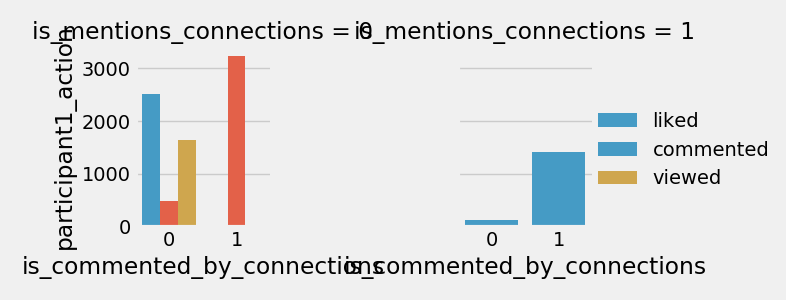 is_mentions_connections = 0
is_mentions_connections = 1
participant1_action
3000
2000
1000
0
0
1
0
1
is_commented_by_connections
is_commented_by_connections
liked
commented
viewed